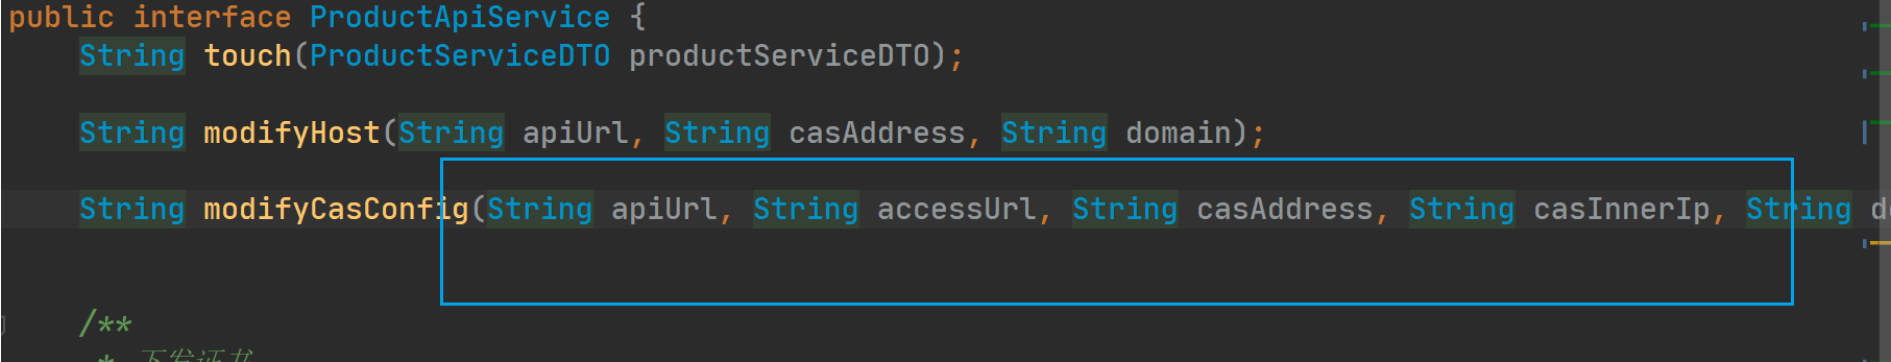 public interface ProductApiService {
String touch(ProductServiceDTO productServiceDTO);
String modifyHost(String apiUrl, String casAddress, String domain);
String modifyCasConfig(String apiUrl, String accessUrl, String casAddress, String casInnerIp, String
/**
* 下发证书